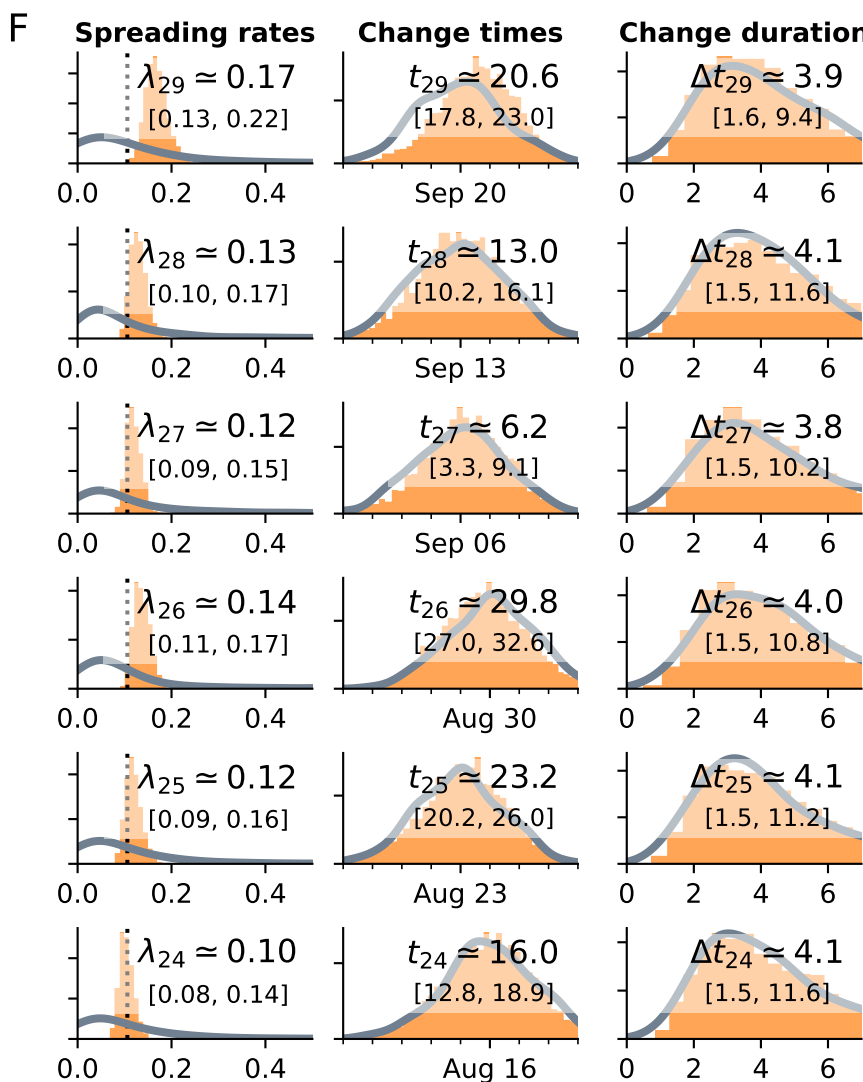 F
Spreading rates Change times Change duration
λ29 ≃ 0.17 t29 ≃ 20.6 Δt29 ≃ 3.9
[0.13, 0.22] [17.8, 23.0] [1.6, 9.4]
0.0 0.2 0.4 Sep 20 0 2 4 6
λ28 ≃ 0.13 t28 ≃ 13.0 Δt28 ≃ 4.1
[0.10, 0.17] [10.2, 16.1] [1.5, 11.6]
0.0 0.2 0.4 Sep 13 0 2 4 6
λ27 ≃ 0.12 t27 ≃ 6.2 Δt27 ≃ 3.8
[0.09, 0.15] [3.3, 9.1] [1.5, 10.2]
0.0 0.2 0.4 Sep 06 0 2 4 6
λ26 ≃ 0.14 t26 ≃ 29.8 Δt26 ≃ 4.0
[0.11, 0.17] [27.0, 32.6] [1.5, 10.8]
0.0 0.2 0.4 Aug 30 0 2 4 6
λ25 ≃ 0.12 t25 ≃ 23.2 Δt25 ≃ 4.1
[0.09, 0.16] [20.2, 26.0] [1.5, 11.2]
0.0 0.2 0.4 Aug 23 0 2 4 6
λ24 ≃ 0.10 t24 ≃ 16.0 Δt24 ≃ 4.1
[0.08, 0.14] [12.8, 18.9] [1.5, 11.6]
0.0 0.2 0.4 Aug 16 0 2 4 6